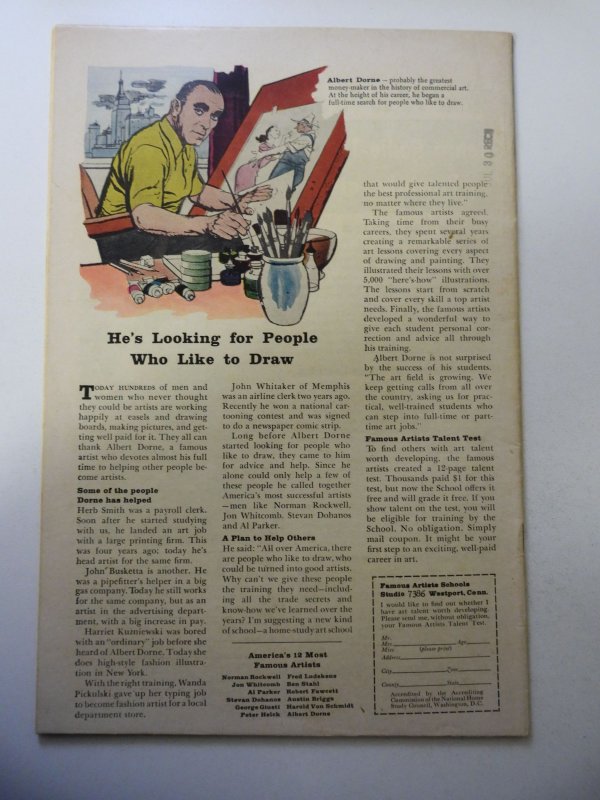 Albert Dorne – probably the greatest
money-maker in the history of commercial art.
At the height of his career, he began a
full-time search for people who like to draw.
He's Looking for People
Who Like to Draw
TODAY HUNDREDS of men and
women who never thought
they could be artists are working
happily at easels and drawing
boards, making pictures, and get-
ting well paid for it. They all can
thank Albert Dorne, a famous
artist who devotes almost his full
time to helping other people be-
come artists.
Some of the people
Dorne has helped
Herb Smith was a payroll clerk.
Soon after he started studying
with us, he landed an art job
with a large printing firm. This
was four years ago; today he's
head artist for the same firm.
John Busketta is another. He
was a pipefitter's helper in a big
gas company. Today he still works
for the same company, but as an
artist in the advertising depart-
ment, with a big increase in pay.
Harriet Kuzniewski was bored
with an "ordinary" job before she
heard of Albert Dorne. Today she
does high-style fashion illustra-
tion in New York.
With the right training, Wanda
Pickulski gave up her typing job
to become fashion artist for a local
department store.
John Whitaker of Memphis
was an airline clerk two years ago.
Recently he won a national car-
tooning contest and was signed
to do a newspaper comic strip.
Long before Albert Dorne
started looking for people who
like to draw, they came to him
for advice and help. Since he
alone could only help a few of
these people he called together
America's most successful artists
—men like Norman Rockwell,
Jon Whitcomb, Stevan Dohanos
and Al Parker.
A Plan to Help Others
He said: "All over America, there
are people who like to draw, who
could be turned into good artists.
Why can't we give these people
the training they need—includ-
ing all the trade secrets and
know-how we've learned over the
years? I'm suggesting a new kind
of school—a home-study art school
America's 12 Most
Famous Artists
Norman Rockwell Fred Ludekens
Jon Whitcomb Ben Stahl
Al Parker Robert Fawcett
Stevan Dohanos Austin Briggs
George Giusti Harold Von Schmidt
Peter Helck Albert Dorne
that would give talented people
the best professional art training,
no matter where they live."
The famous artists agreed.
Taking time from their busy
careers, they spent several years
creating a remarkable series of
art lessons covering every aspect
of drawing and painting. They
illustrated their lessons with over
5,000 "here's-how" illustrations.
The lessons start from scratch
and cover every skill a top artist
needs. Finally, the famous artists
developed a wonderful way to
give each student personal cor-
rection and advice all through
his training.
Albert Dorne is not surprised
by the success of his students.
"The art field is growing. We
keep getting calls from all over
the country, asking us for prac-
tical, well-trained students who
can step into full-time or part-
time art jobs."
Famous Artists Talent Test
To find others with art talent
worth developing, the famous
artists created a 12-page talent
test. Thousands paid $1 for this
test, but now the School offers it
free and will grade it free. If you
show talent on the test, you will
be eligible for training by the
School. No obligation. Simply
mail coupon. It might be your
first step to an exciting, well-paid
career in art.
Famous Artists Schools
Studio 7386 Westport, Conn.
I would like to find out whether I
have art talent worth developing.
Please send me, without obligation,
your Famous Artists Talent Test.
Mr.
Mrs. Age
Miss (please print)
Address
City Zone
County State
Accredited by the Accrediting
Commission of the National Home
Study Council, Washington, D.C.